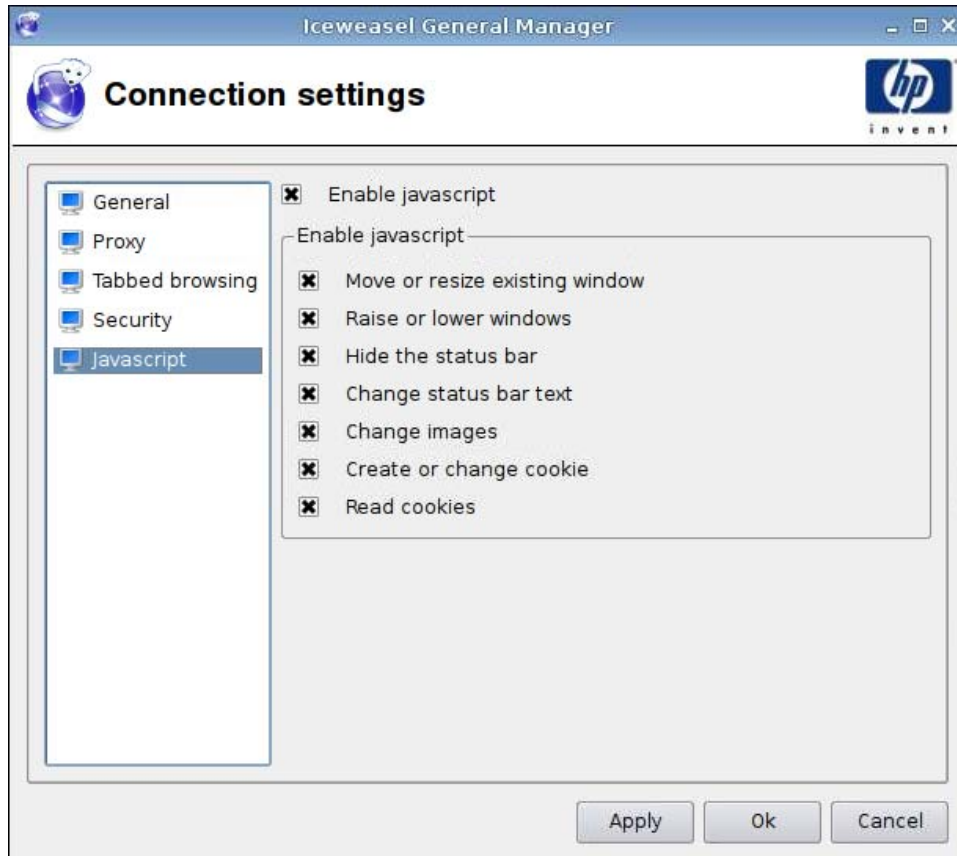 Iceweasel General Manager
Connection settings
hp
invent
General
Proxy
Tabbed browsing
Security
Javascript
Enable javascript
Enable javascript
Move or resize existing window
Raise or lower windows
Hide the status bar
Change status bar text
Change images
Create or change cookie
Read cookies
Apply
Ok
Cancel